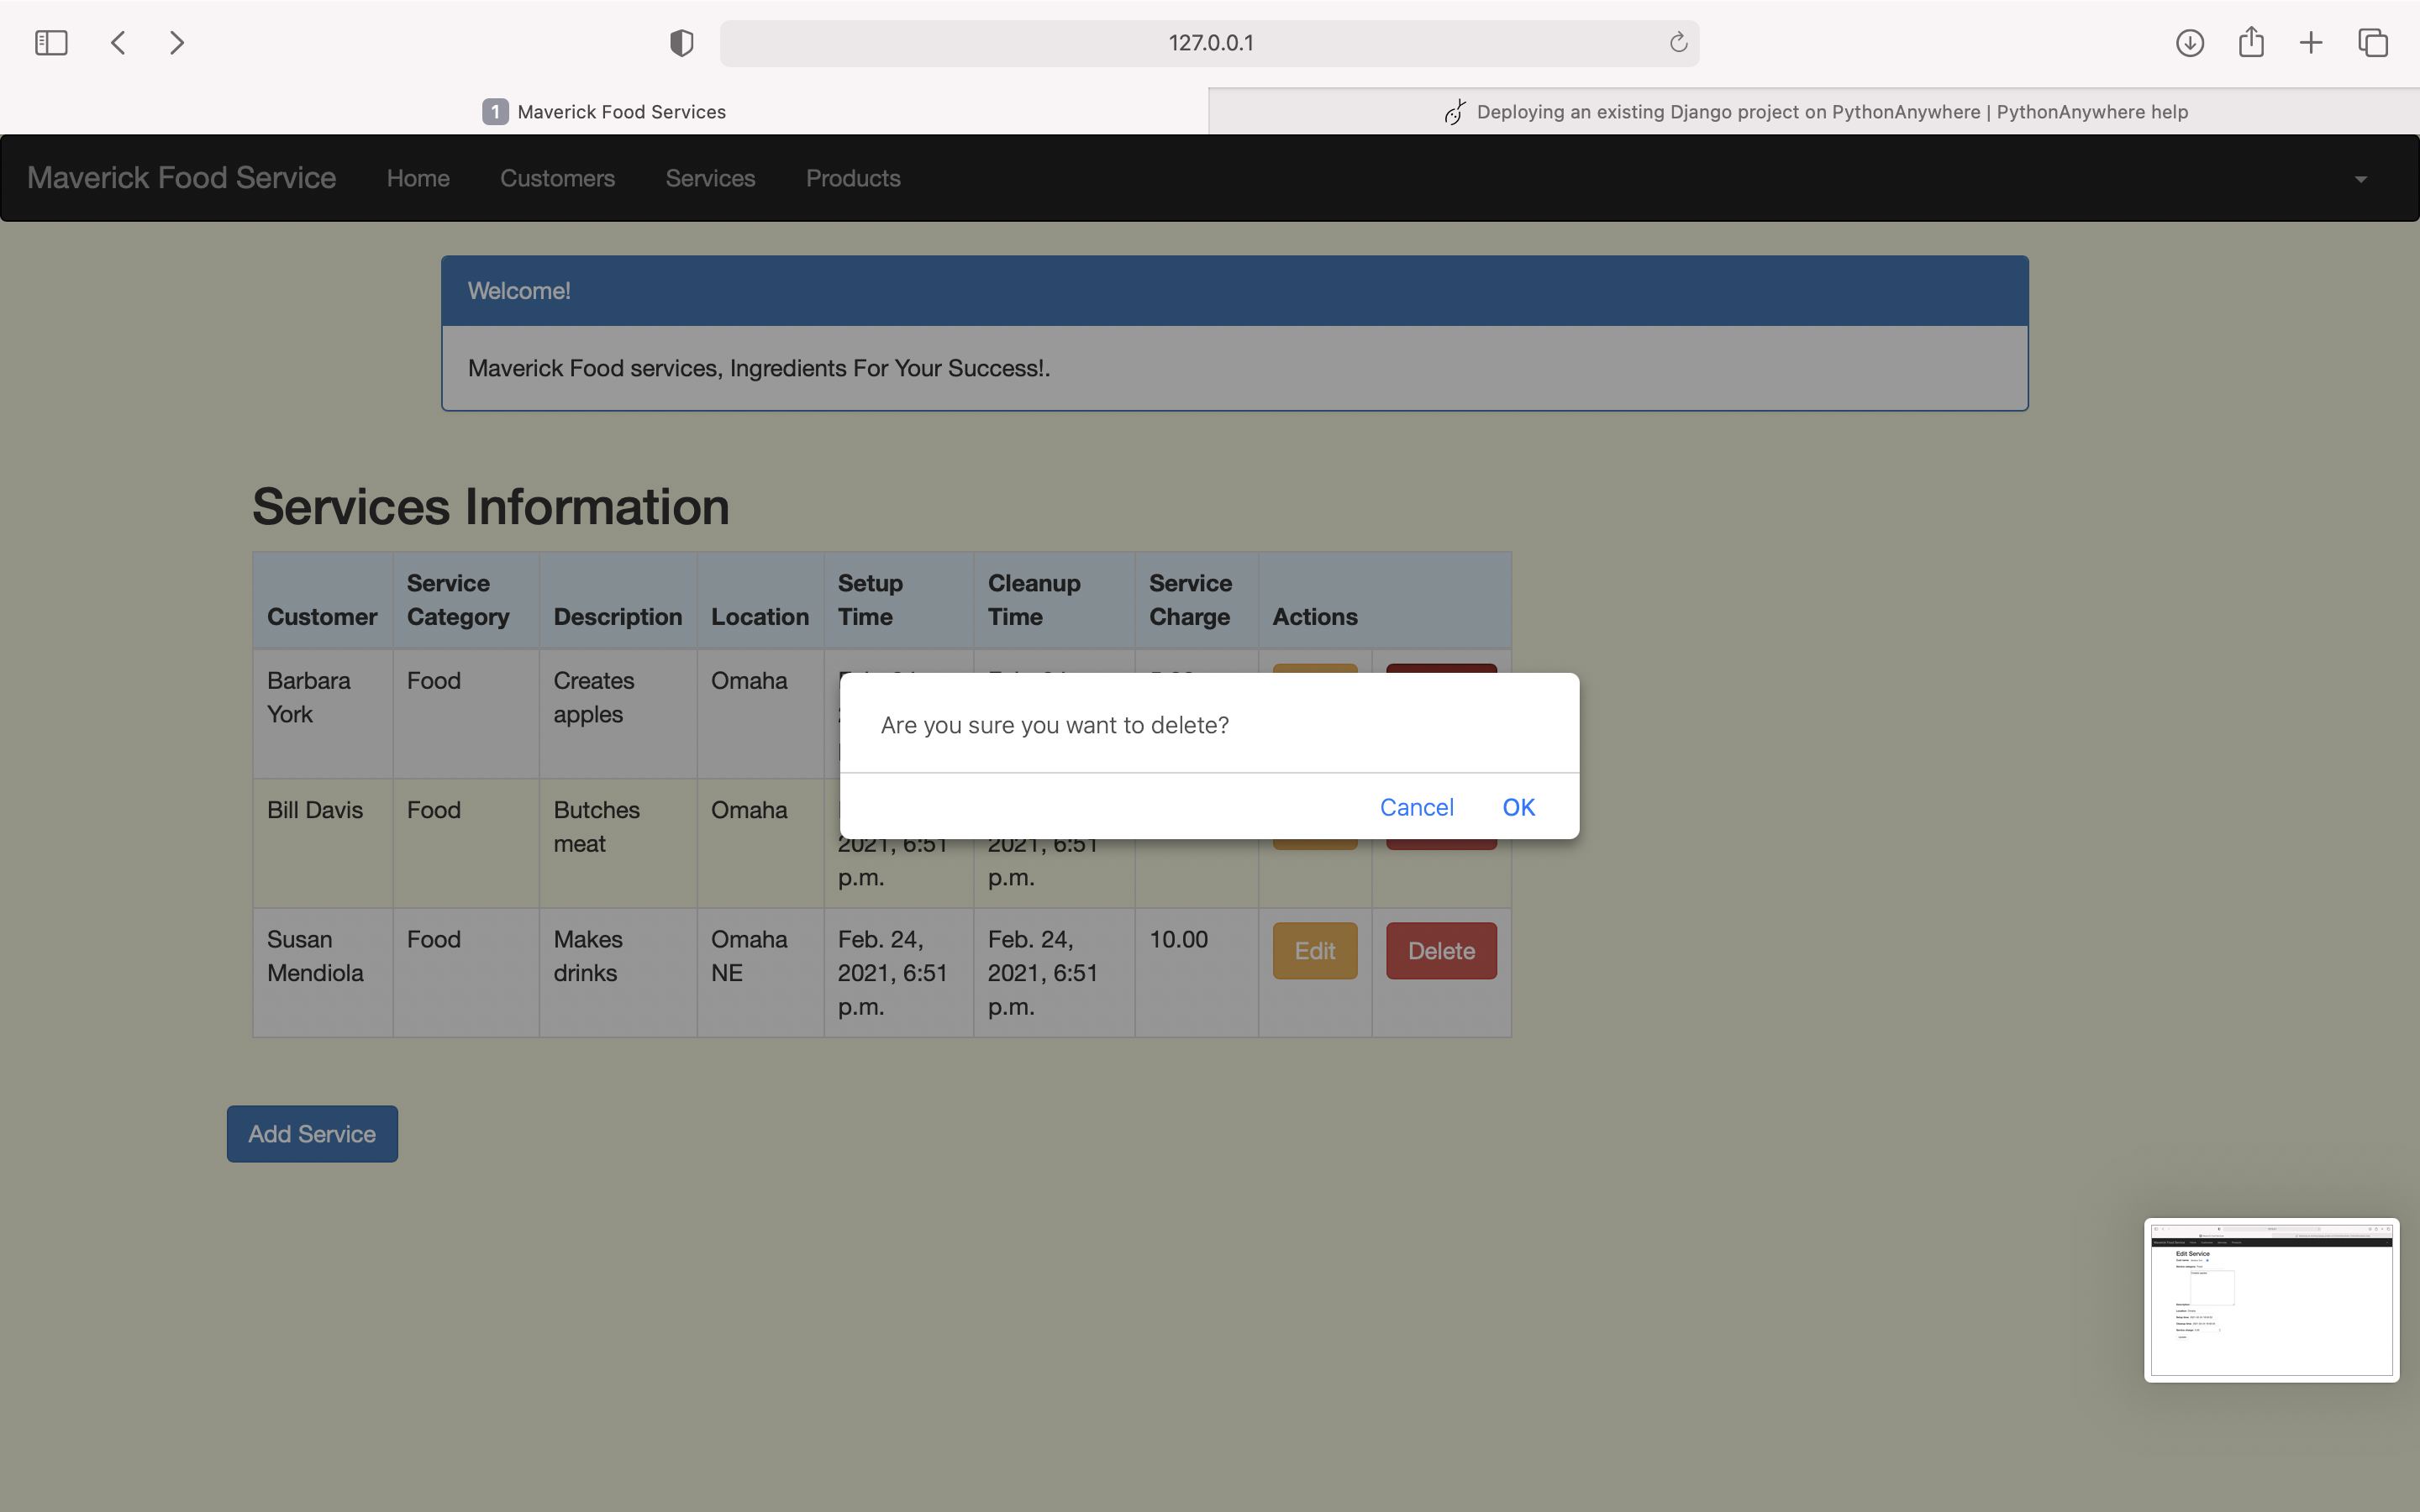 127.0.0.1
1 Maverick Food Services
Deploying an existing Django project on PythonAnywhere | PythonAnywhere help
Maverick Food Service Home Customers Services Products
Welcome!
Maverick Food services, Ingredients For Your Success!.
Services Information
Customer Service Category Description Location Setup Time Cleanup Time Service Charge Actions
Barbara York Food Creates apples Omaha
Are you sure you want to delete?
Cancel OK
Bill Davis Food Butches meat Omaha 2021, 6:51 p.m. 2021, 6:51 p.m.
Susan Mendiola Food Makes drinks Omaha NE Feb. 24, 2021, 6:51 p.m. Feb. 24, 2021, 6:51 p.m. 10.00 Edit Delete
Add Service
Edit Service